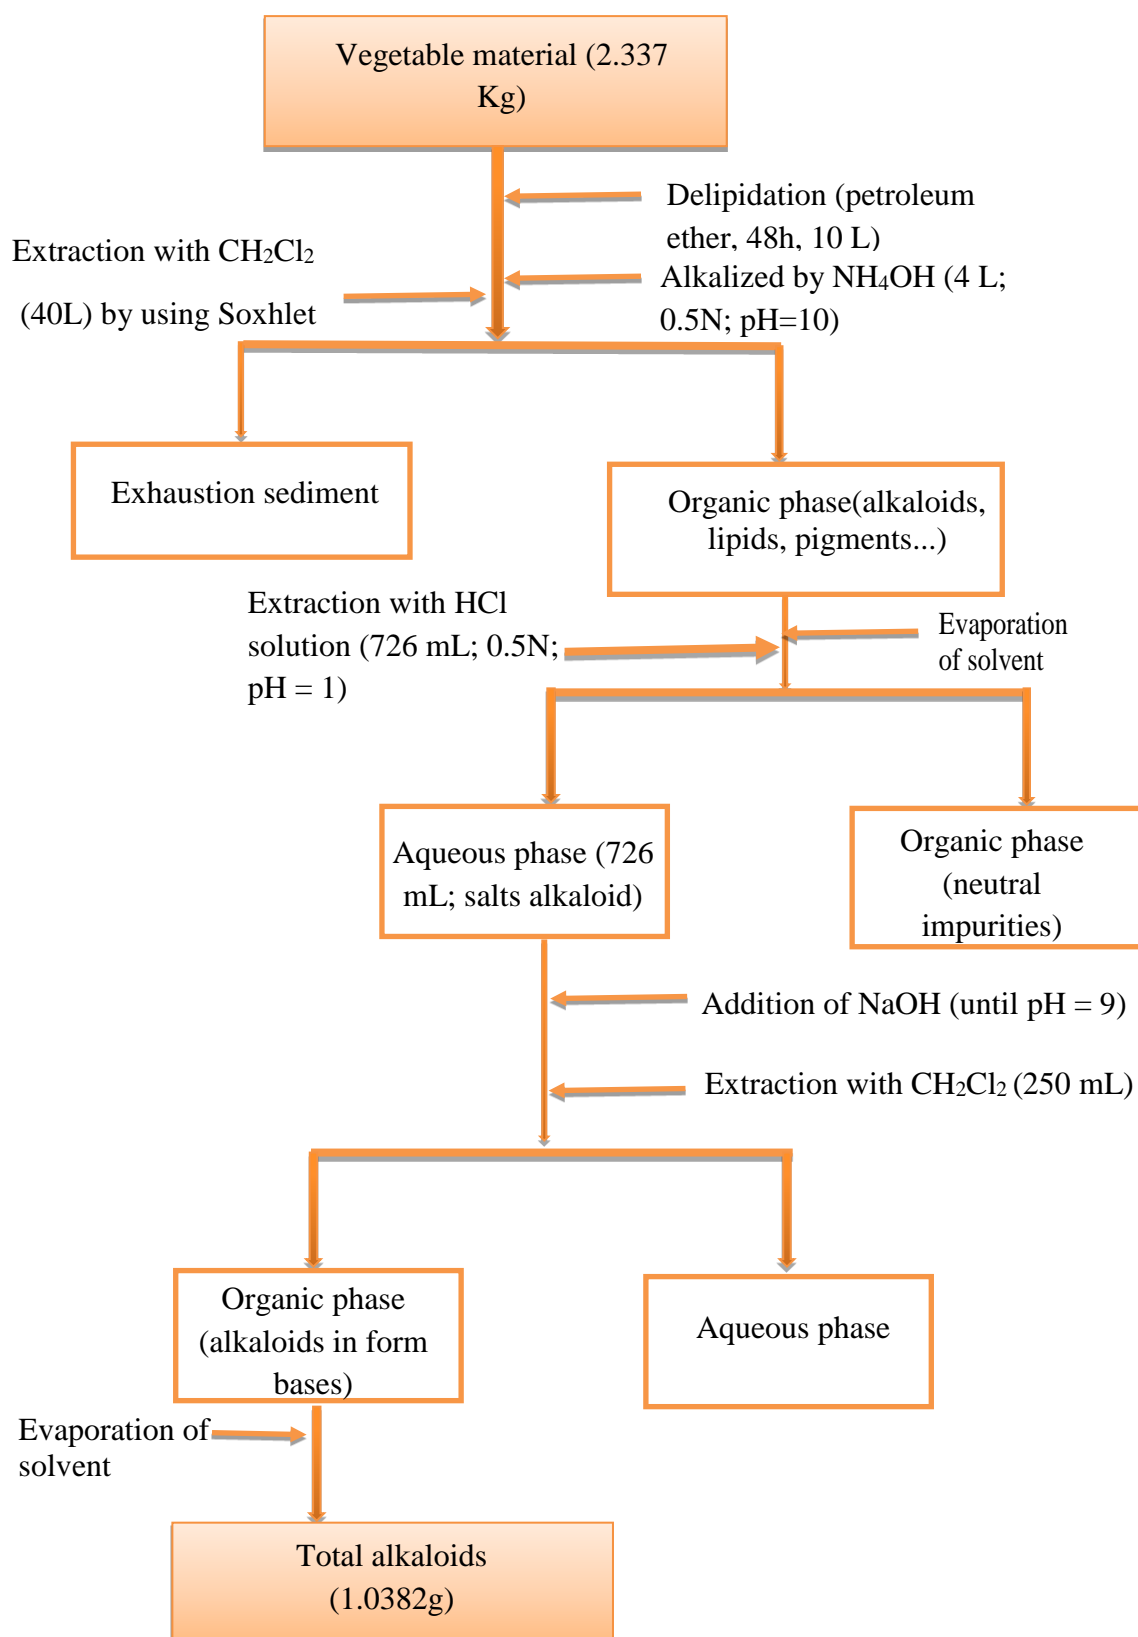 Vegetable material (2.337
Kg)
Delipidation (petroleum
ether, 48h, 10 L)
Extraction with CH₂Cl₂
(40L) by using Soxhlet
Alkalized by NH₄OH (4 L;
0.5N; pH=10)
Exhaustion sediment
Organic phase(alkaloids,
lipids, pigments...)
Extraction with HCl
solution (726 mL; 0.5N;
pH = 1)
Evaporation
of solvent
Aqueous phase (726
mL; salts alkaloid)
Organic phase
(neutral
impurities)
Addition of NaOH (until pH = 9)
Extraction with CH₂Cl₂ (250 mL)
Organic phase
(alkaloids in form
bases)
Aqueous phase
Evaporation of
solvent
Total alkaloids
(1.0382g)